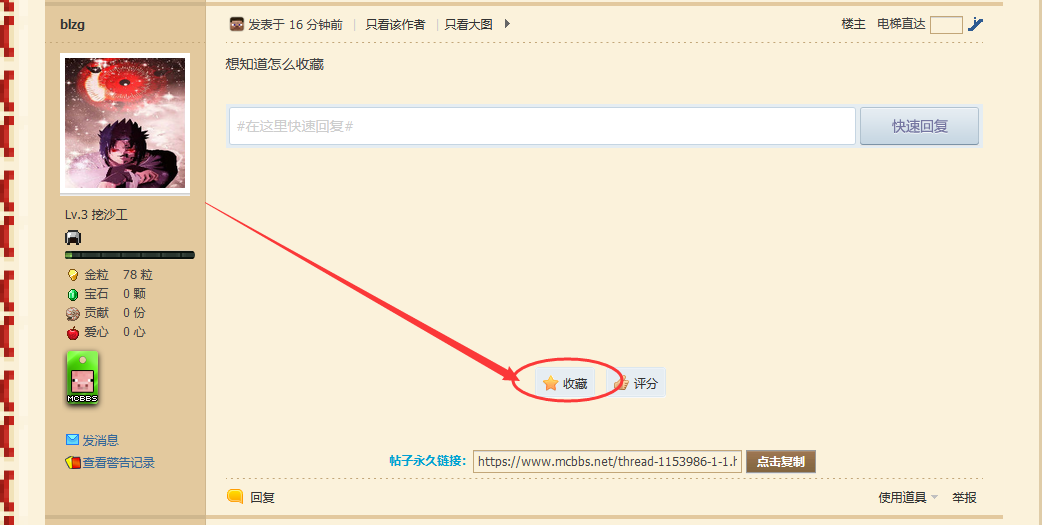 blzg
发表于 16 分钟前 只看该作者 只看大图 楼主 电梯直达
想知道怎么收藏
#在这里快速回复# 快速回复
Lv.3 挖沙工
金粒 78 粒
宝石 0 颗
贡献 0 份
爱心 0 心
MCBBS
收藏 评分
发消息
查看警告记录
帖子永久链接: https://www.mcbbs.net/thread-1153986-1-1.h 点击复制
回复 使用道具 举报